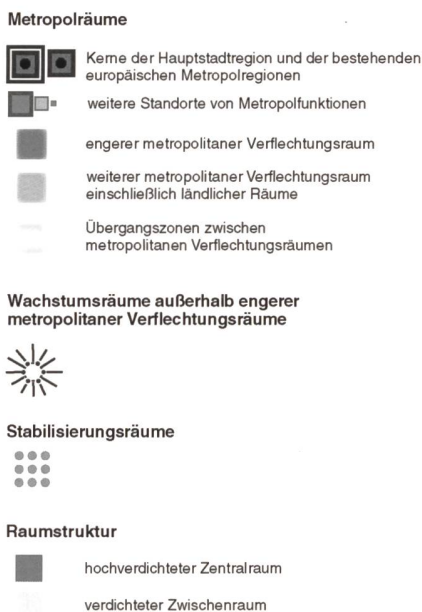 Metropolräume
Kerne der Hauptstadtregion und der bestehenden
europäischen Metropolregionen
weitere Standorte von Metropolfunktionen
engerer metropolitaner Verflechtungsraum
weiterer metropolitaner Verflechtungsraum
einschließlich ländlicher Räume
Übergangszonen zwischen
metropolitanen Verflechtungsräumen
Wachstumsräume außerhalb engerer
metropolitaner Verflechtungsräume
Stabilisierungsräume
Raumstruktur
hochverdichteter Zentralraum
verdichteter Zwischenraum